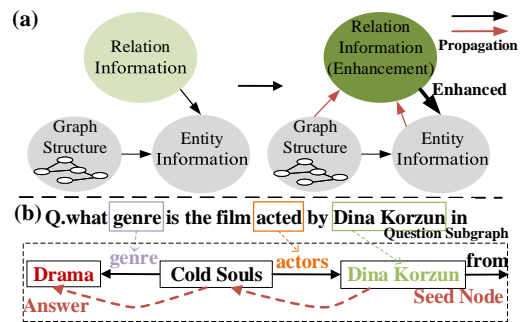 (a)
Relation
Information
Graph
Structure
Entity
Information
Relation
Information
(Enhancement)
Propagation
Enhanced
Graph
Structure
Entity
Information
(b) Q.what genre is the film acted by Dina Korzun in
Question Subgraph
genre
actors
from
Drama
Cold Souls
Dina Korzun
Answer
Seed Node